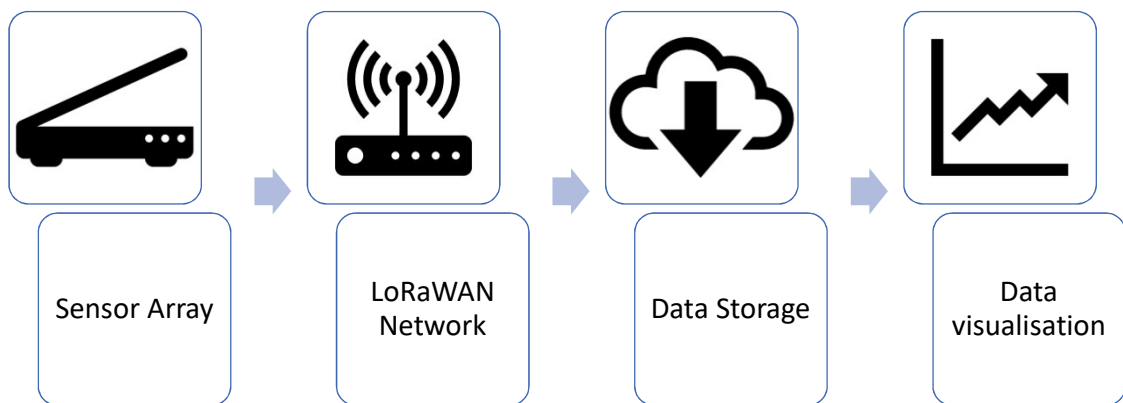 Sensor Array
LoRaWAN
Network
Data Storage
Data
visualisation